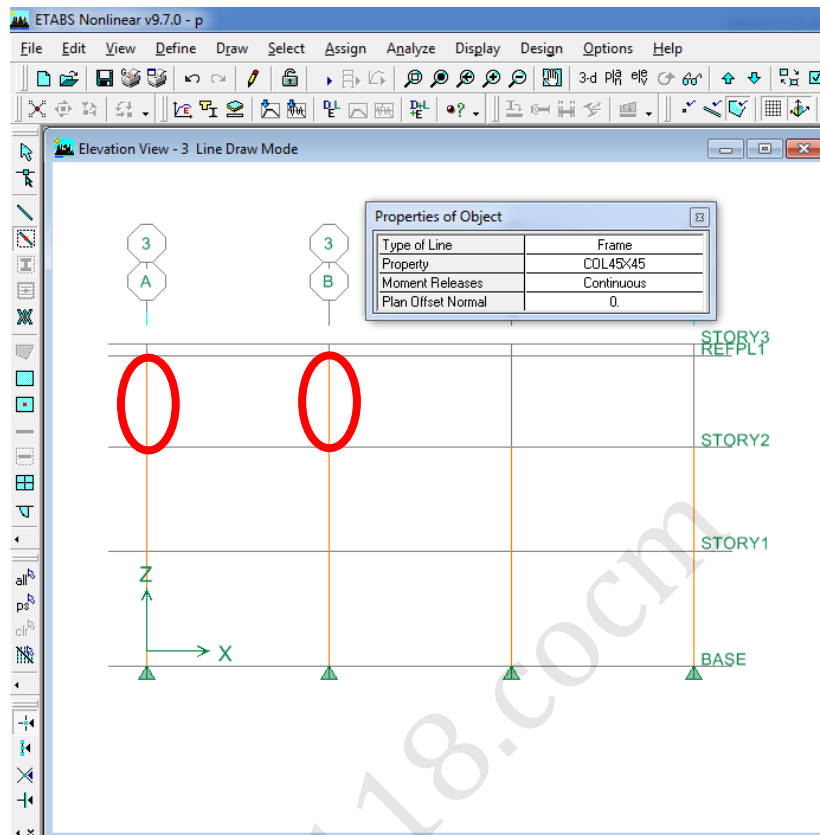 ETABS Nonlinear v9.7.0 - p
File Edit View Define Draw Select Assign Analyze Display Design Options Help
3-d
Elevation View - 3 Line Draw Mode
Properties of Object
Type of Line Frame
Property COL45X45
Moment Releases Continuous
Plan Offset Normal 0.
3 3
A B
STORY3
REFPL1
STORY2
STORY1
Z
X
BASE
all
ps
clr
118.cocm